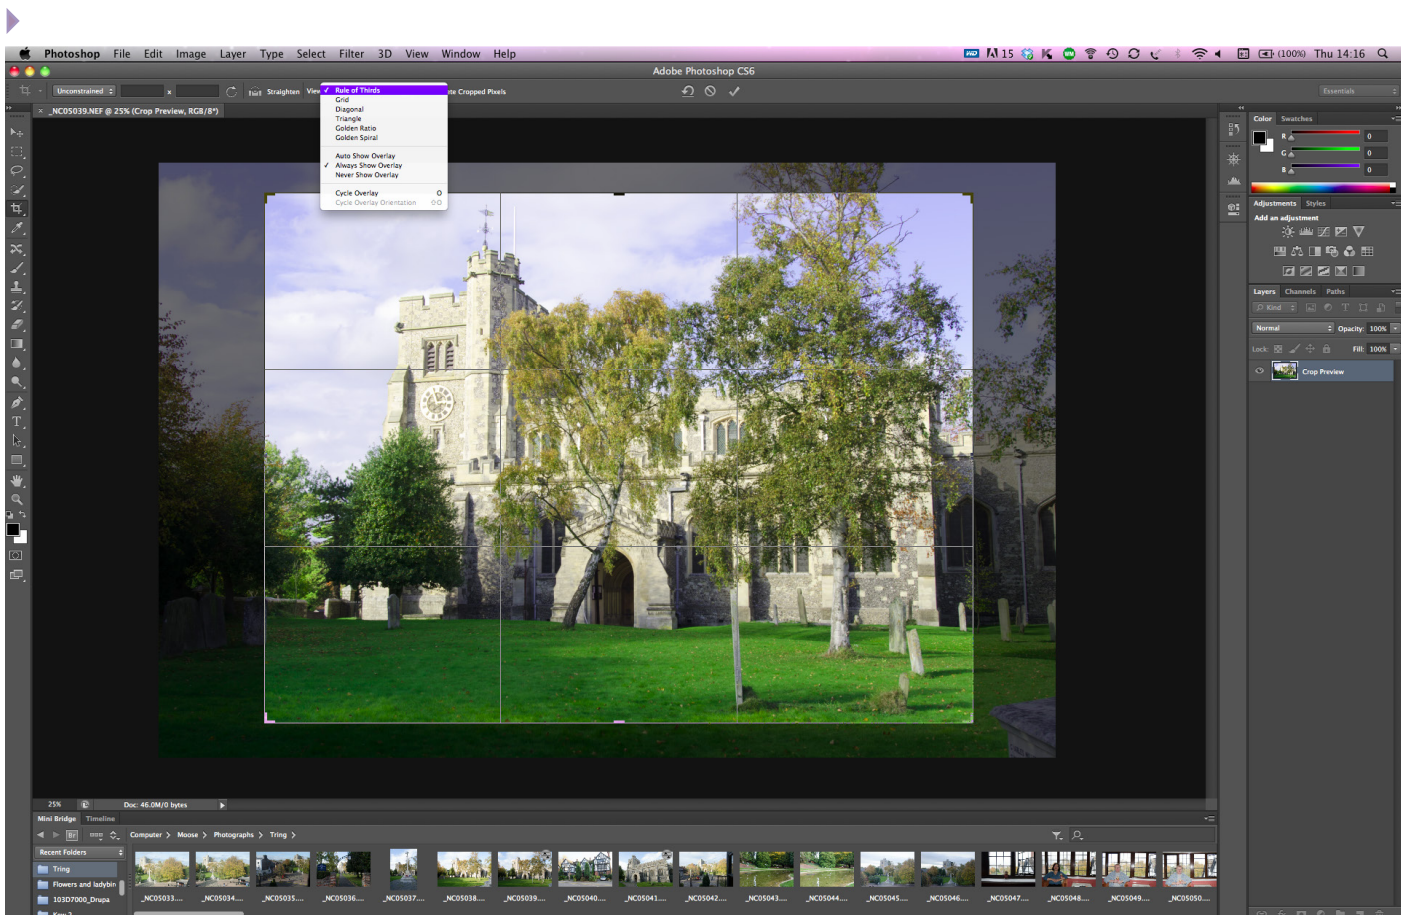 Photoshop File Edit Image Layer Type Select Filter 3D View Window Help
15 (100%) Thu 14:16
Adobe Photoshop CS6
Unconstrained x Straighten View
te Cropped Pixels
Essentials
Rule of Thirds
Grid
Diagonal
Triangle
Golden Ratio
Golden Spiral
Auto Show Overlay
Always Show Overlay
Never Show Overlay
Cycle Overlay O
Cycle Overlay Orientation ⇧O
× _NC05039.NEF @ 25% (Crop Preview, RGB/8*)
Color Swatches
R 0
G 0
B 0
Adjustments Styles
Add an adjustment
Layers Channels Paths
Kind
Normal Opacity: 100%
Lock: Fill: 100%
Crop Preview
25% Doc: 46.0M/0 bytes
Mini Bridge Timeline
Br Computer > Moose > Photographs > Tring >
Recent Folders
Tring
Flowers and ladybin
103D7000_Drupa
_NC05033.... _NC05034.... _NC05035.... _NC05036.... _NC05037.... _NC05038.... _NC05039.... _NC05040.... _NC05041.... _NC05042.... _NC05043.... _NC05044.... _NC05045.... _NC05046.... _NC05047.... _NC05048.... _NC05049.... _NC05050....